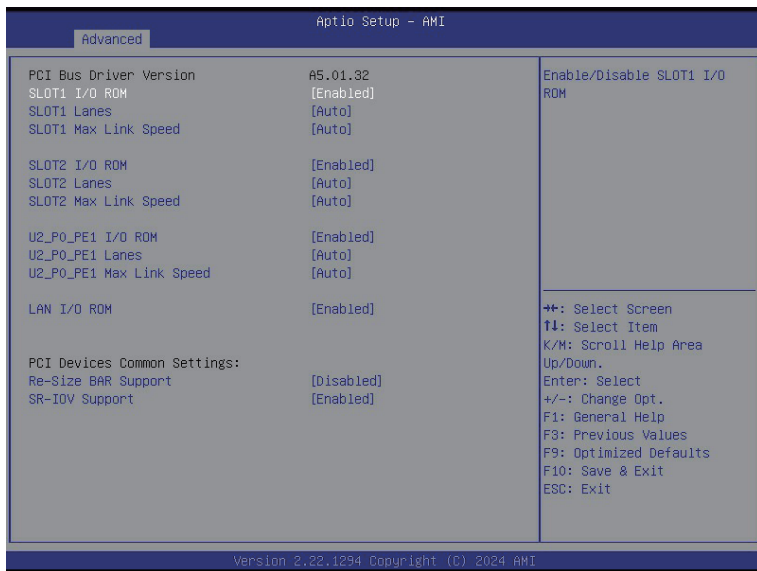 Aptio Setup – AMI
Advanced
PCI Bus Driver Version A5.01.32
SLOT1 I/O ROM [Enabled]
SLOT1 Lanes [Auto]
SLOT1 Max Link Speed [Auto]
SLOT2 I/O ROM [Enabled]
SLOT2 Lanes [Auto]
SLOT2 Max Link Speed [Auto]
U2_P0_PE1 I/O ROM [Enabled]
U2_P0_PE1 Lanes [Auto]
U2_P0_PE1 Max Link Speed [Auto]
LAN I/O ROM [Enabled]
PCI Devices Common Settings:
Re-Size BAR Support [Disabled]
SR-IOV Support [Enabled]
Enable/Disable SLOT1 I/O
ROM
→←: Select Screen
↑↓: Select Item
K/M: Scroll Help Area
Up/Down.
Enter: Select
+/-: Change Opt.
F1: General Help
F3: Previous Values
F9: Optimized Defaults
F10: Save & Exit
ESC: Exit
Version 2.22.1294 Copyright (C) 2024 AMI